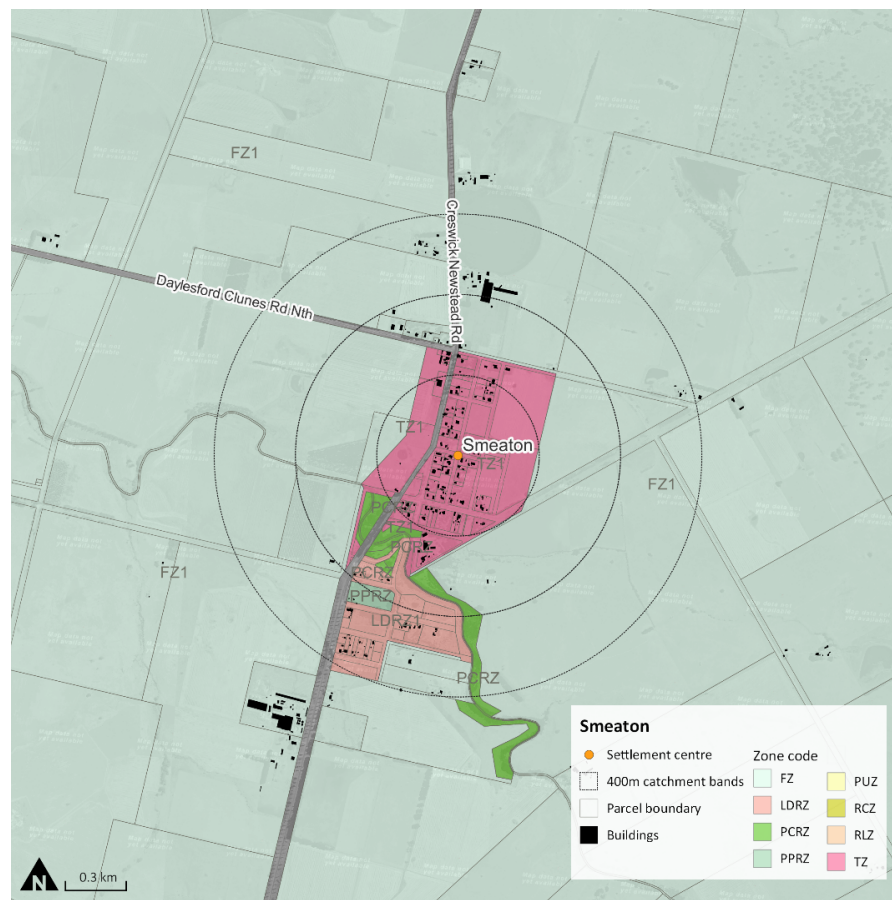 FZ1
Creswick Newstead Rd
Daylesford Clunes Rd Nth
TZ1
Smeaton
TZ1
FZ1
TZ1
FZ1
PCRZ
PPRZ
LDRZ1
PCRZ
Smeaton
Settlement centre
400m catchment bands
Parcel boundary
Buildings
Zone code
FZ
LDRZ
PCRZ
PPRZ
PUZ
RCZ
RLZ
TZ
N
0.3 km